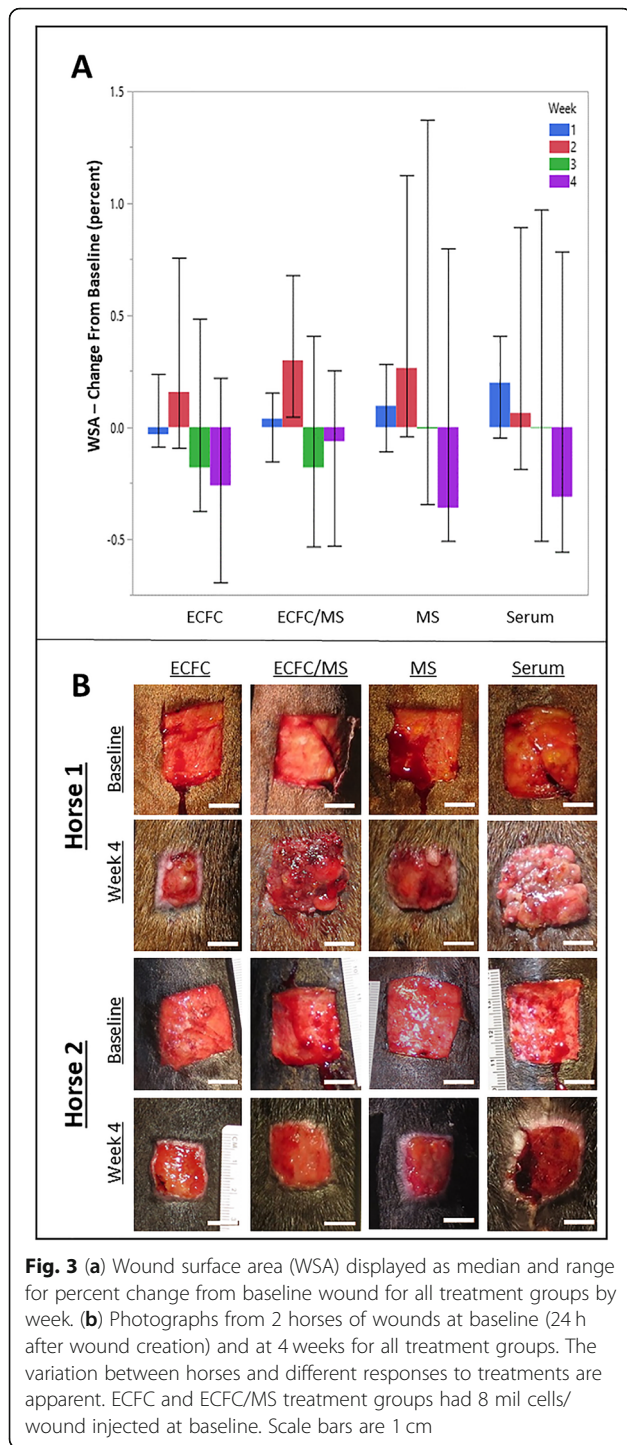 A
1.5
1.0
0.5
0.0
-0.5
WSA – Change From Baseline (percent)
Week
1
2
3
4
ECFC
ECFC/MS
MS
Serum
B
ECFC
ECFC/MS
MS
Serum
Horse 1
Baseline
Week 4
Horse 2
Baseline
Week 4
Fig. 3 (a) Wound surface area (WSA) displayed as median and range
for percent change from baseline wound for all treatment groups by
week. (b) Photographs from 2 horses of wounds at baseline (24 h
after wound creation) and at 4 weeks for all treatment groups. The
variation between horses and different responses to treatments are
apparent. ECFC and ECFC/MS treatment groups had 8 mil cells/
wound injected at baseline. Scale bars are 1 cm